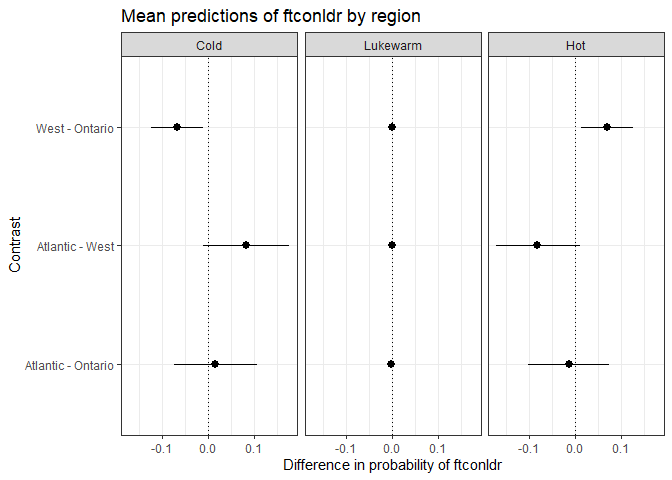 Mean predictions of ftconldr by region
Cold
Lukewarm
Hot
Contrast
West - Ontario
Atlantic - West
Atlantic - Ontario
-0.1 0.0 0.1
-0.1 0.0 0.1
-0.1 0.0 0.1
Difference in probability of ftconldr